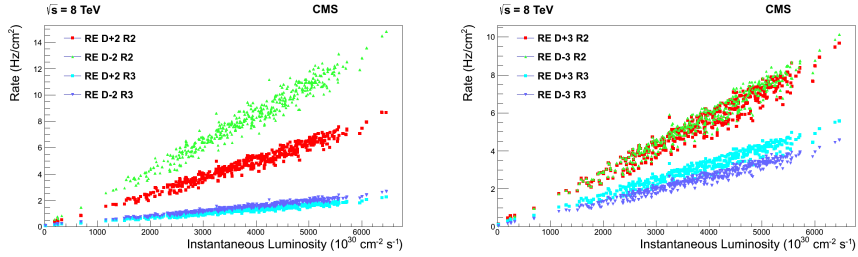 √s = 8 TeV CMS
RE D+2 R2
RE D-2 R2
RE D+2 R3
RE D-2 R3
Rate (Hz/cm²)
14
12
10
8
6
4
2
0
0 1000 2000 3000 4000 5000 6000
Instantaneous Luminosity (10³⁰ cm⁻² s⁻¹)
√s = 8 TeV CMS
RE D+3 R2
RE D-3 R2
RE D+3 R3
RE D-3 R3
Rate (Hz/cm²)
10
8
6
4
2
0
0 1000 2000 3000 4000 5000 6000
Instantaneous Luminosity (10³⁰ cm⁻² s⁻¹)